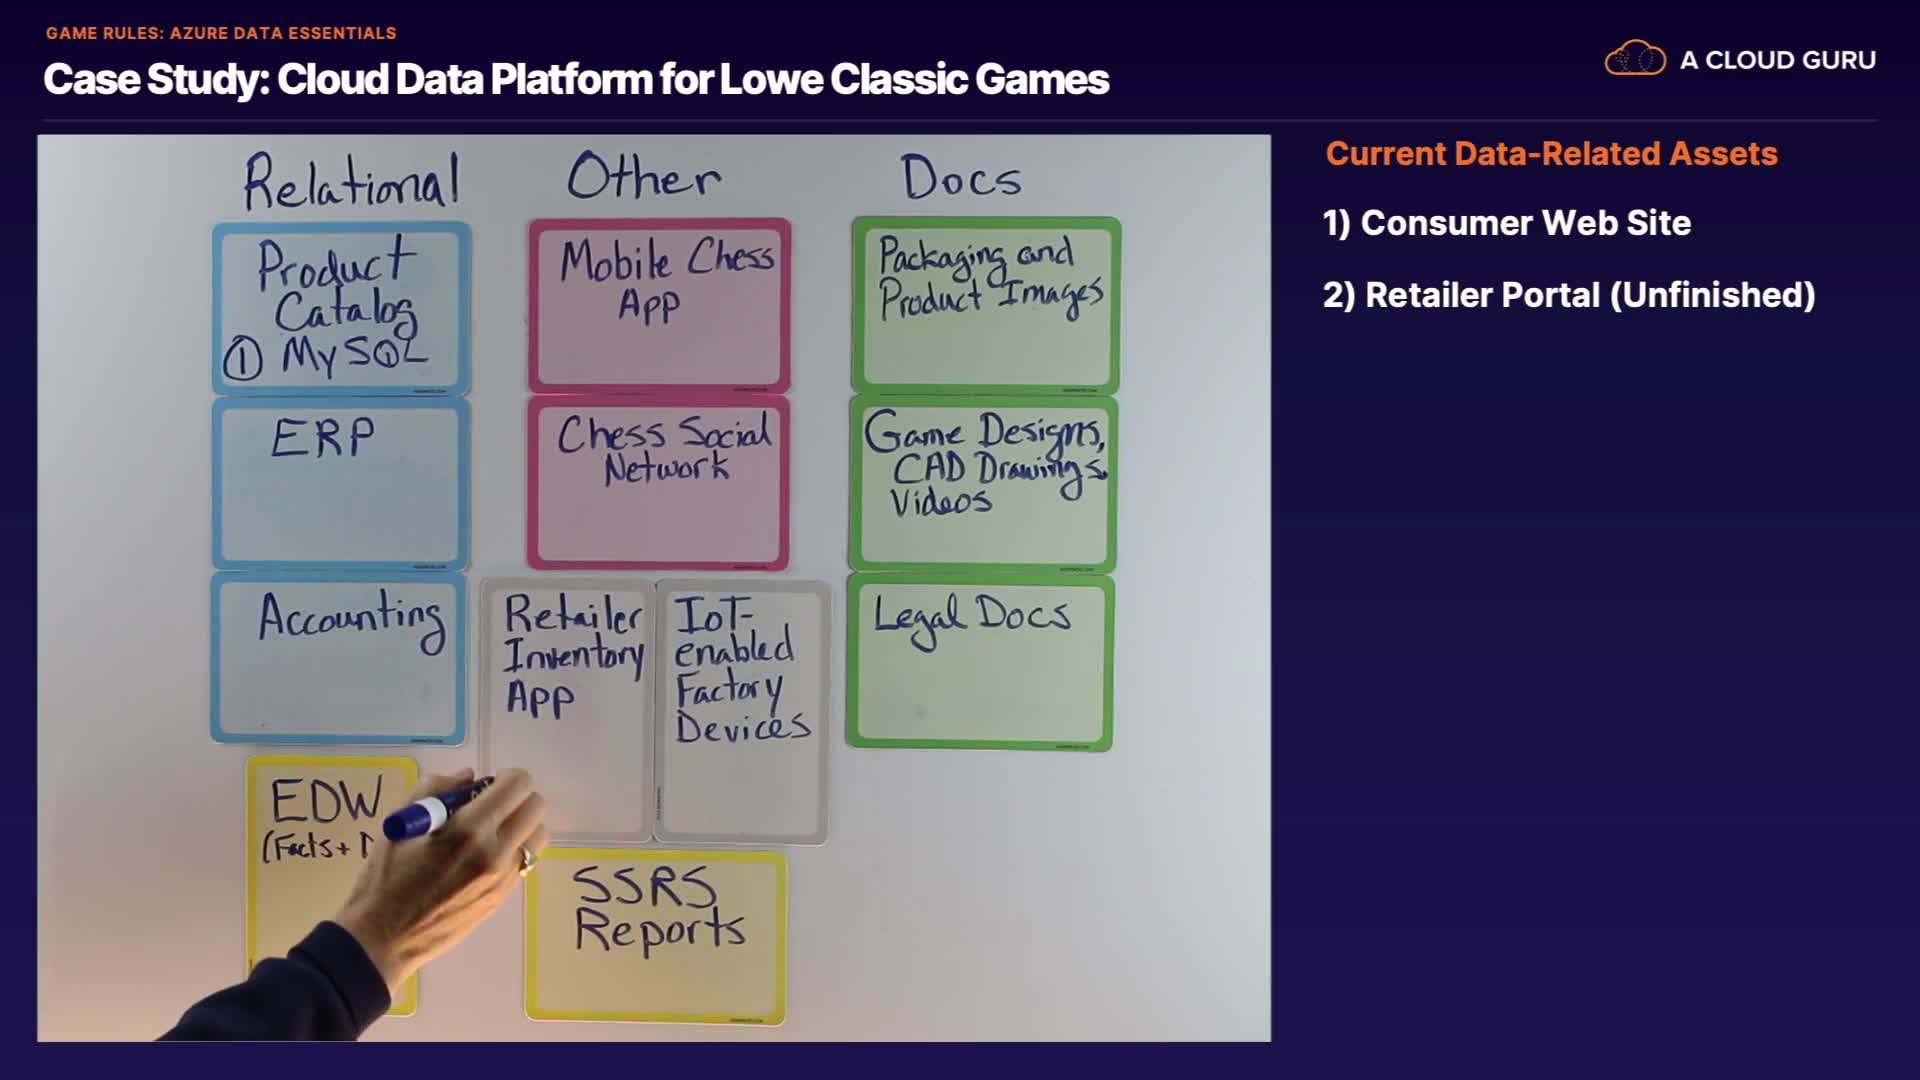 GAME RULES: AZURE DATA ESSENTIALS
Case Study: Cloud Data Platform for Lowe Classic Games
A CLOUD GURU
Relational
Product
Catalog
① MySQL
ERP
Accounting
EDW
(Facts+
Other
Mobile Chess
App
Chess Social
Network
Retailer
Inventory
App
IoT-
enabled
Factory
Devices
SSRS
Reports
Docs
Packaging and
Product Images
Game Designs,
CAD Drawings,
Videos
Legal Docs
Current Data-Related Assets
1) Consumer Web Site
2) Retailer Portal (Unfinished)